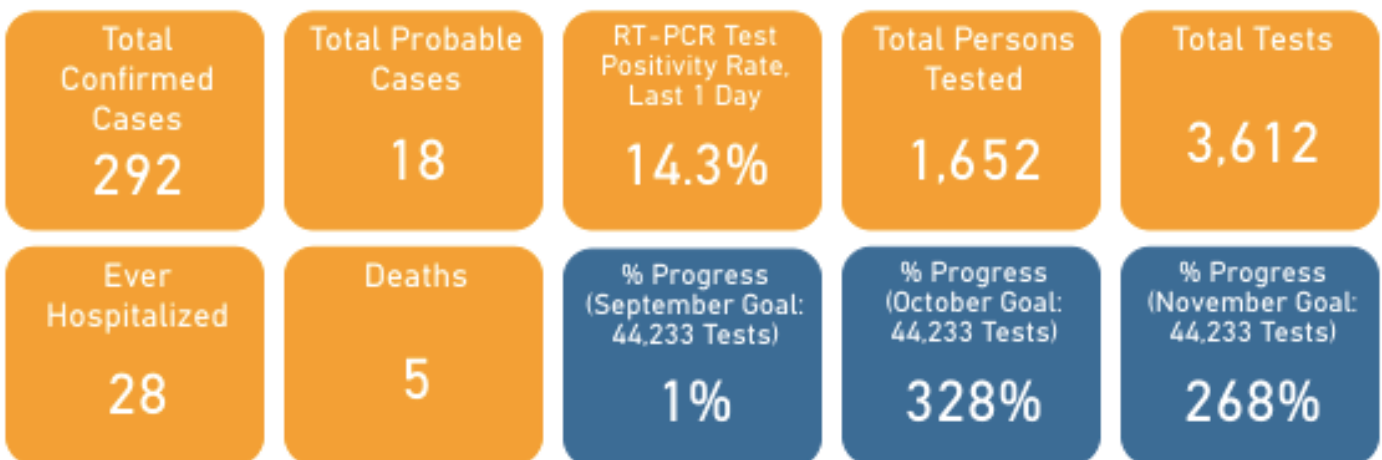 Total
Confirmed
Cases
292
Total Probable
Cases
18
RT-PCR Test
Positivity Rate,
Last 1 Day
14.3%
Total Persons
Tested
1,652
Total Tests
3,612
Ever
Hospitalized
28
Deaths
5
% Progress
(September Goal:
44,233 Tests)
1%
% Progress
(October Goal:
44,233 Tests)
328%
% Progress
(November Goal:
44,233 Tests)
268%